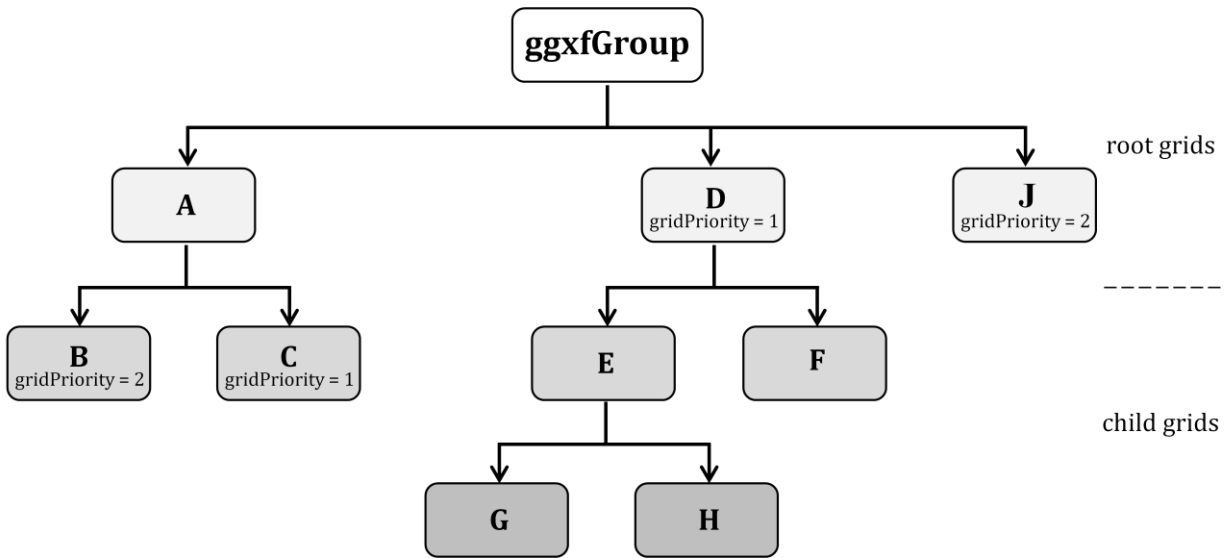 ggxfGroup
root grids
A
D
gridPriority = 1
J
gridPriority = 2
B
gridPriority = 2
C
gridPriority = 1
E
F
child grids
G
H